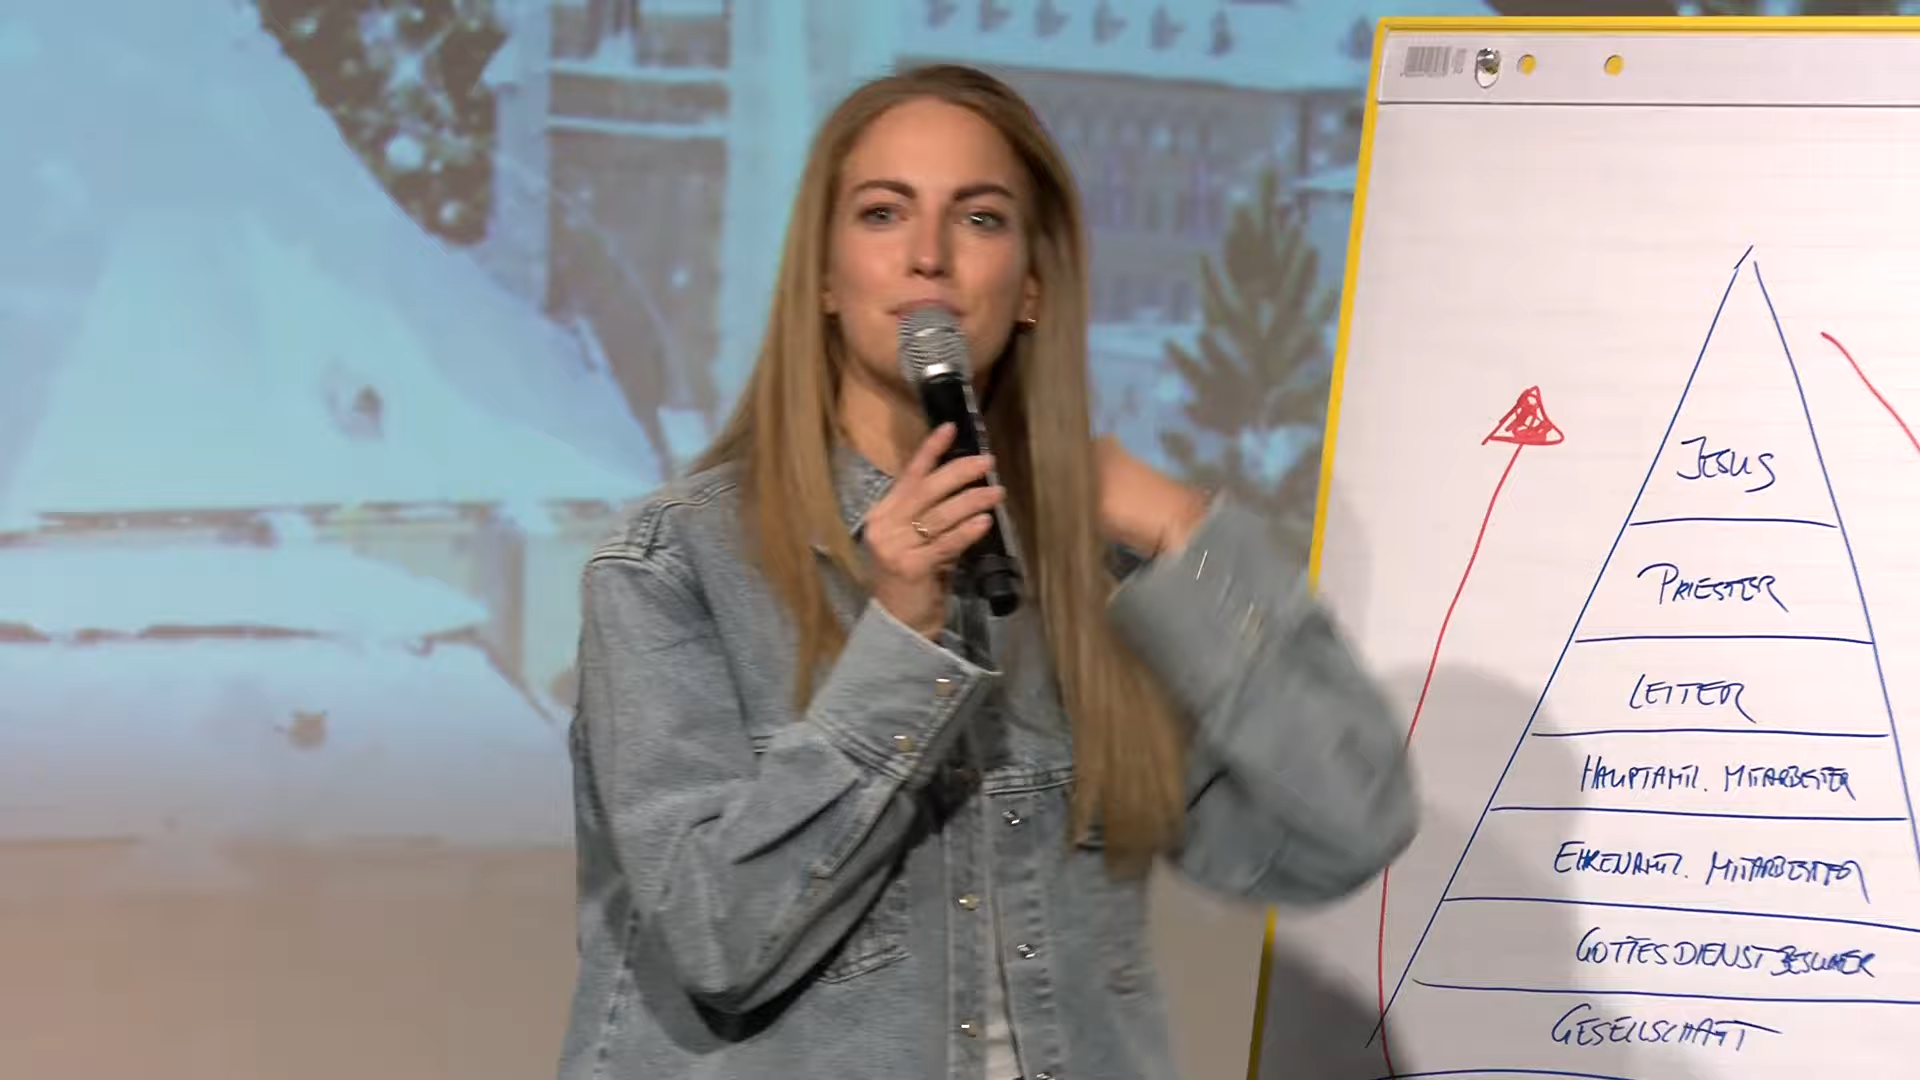 JESUS
PRIESTER
LEITER
HAUPTAMTL. MITARBEITER
EHRENAMTL. MITARBEITER
GOTTESDIENSTBESUCHER
GESELLSCHAFT